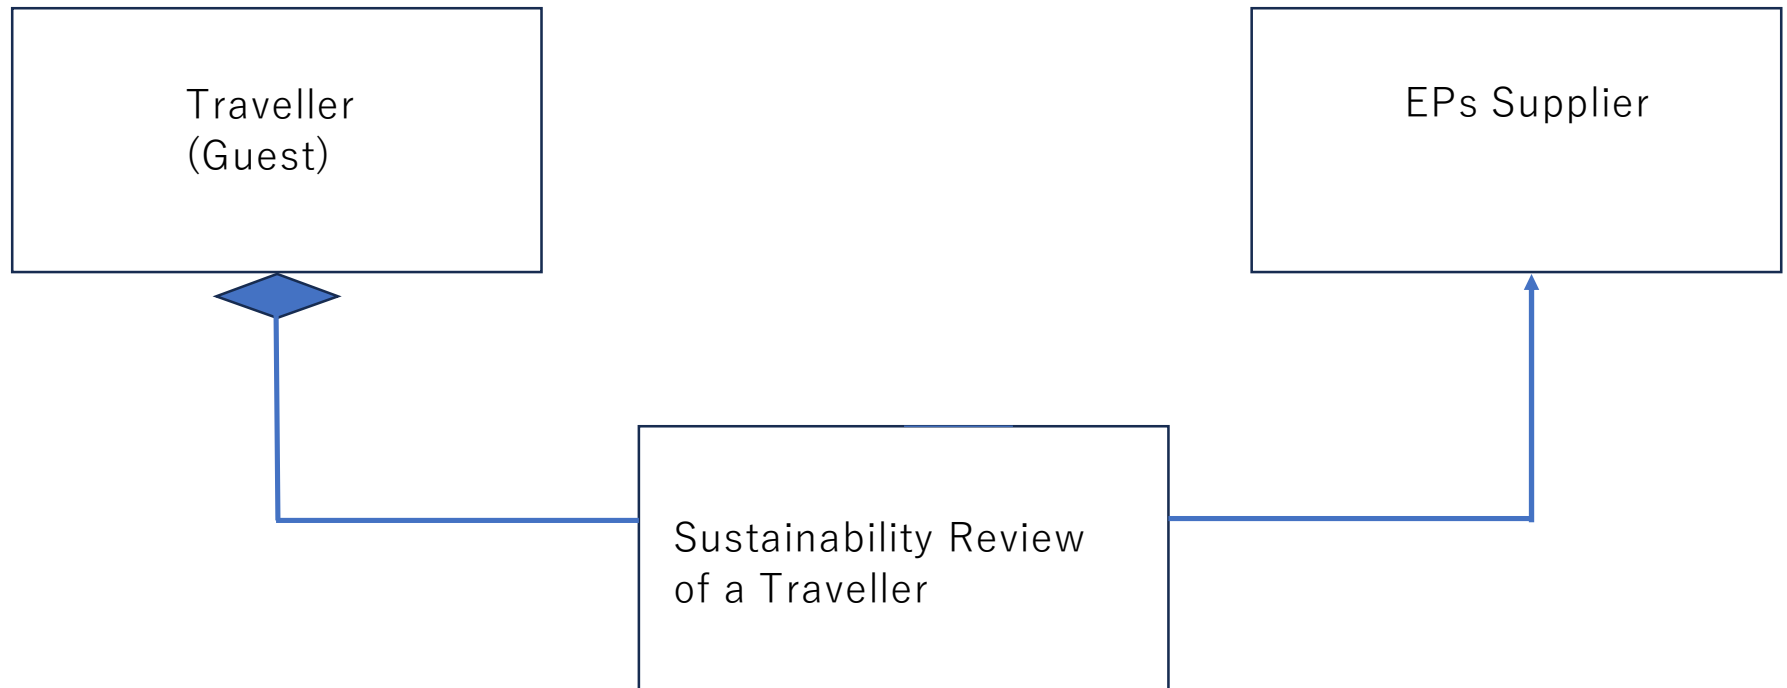 Traveller
(Guest)
EPs Supplier
Sustainability Review
of a Traveller